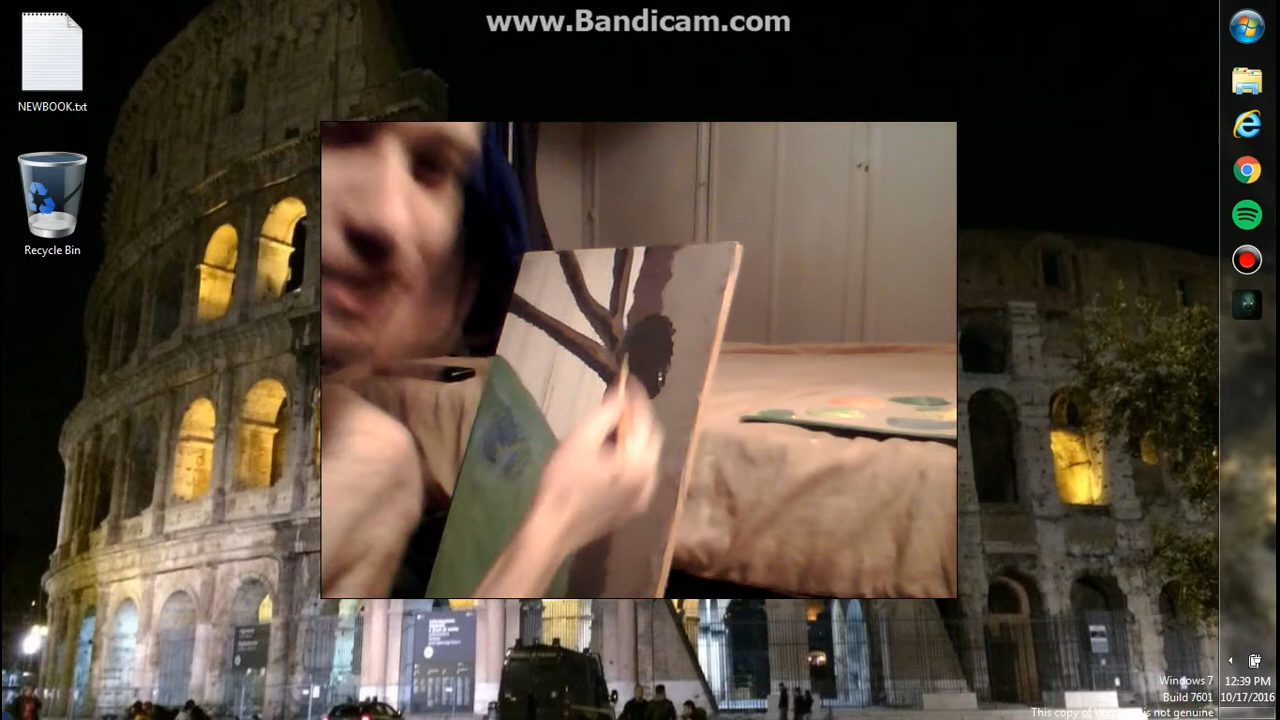 www.Bandicam.com
NEWBOOK.txt
Recycle Bin
12:39 PM
Windows 7
Build 7601
10/17/2016
This copy of Windows is not genuine